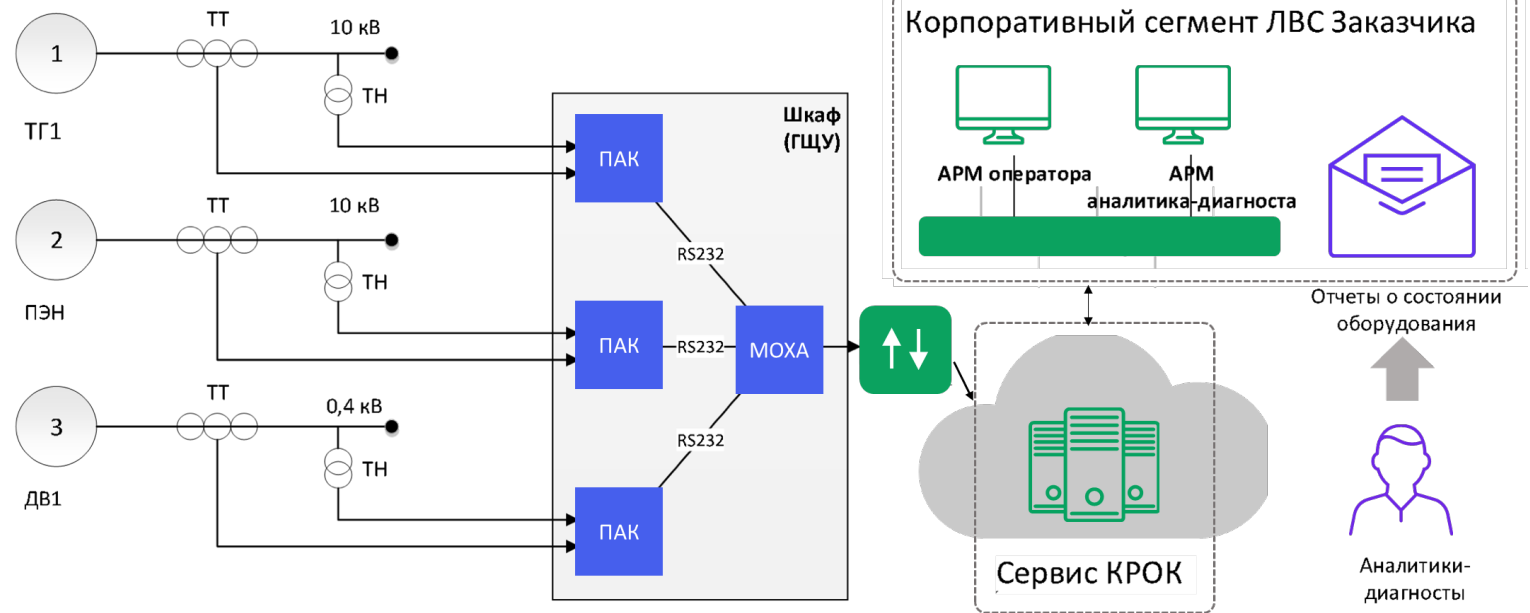 ТТ
10 кВ
1
ТН
ТГ1
ТТ
10 кВ
2
ТН
ПЭН
ТТ
0,4 кВ
3
ТН
ДВ1
Шкаф
(ГЩУ)
ПАК
RS232
ПАК
RS232
МОХА
RS232
ПАК
Корпоративный сегмент ЛВС Заказчика
АРМ оператора
АРМ
аналитика-диагноста
Отчеты о состоянии
оборудования
Сервис КРОК
Аналитики-
диагносты